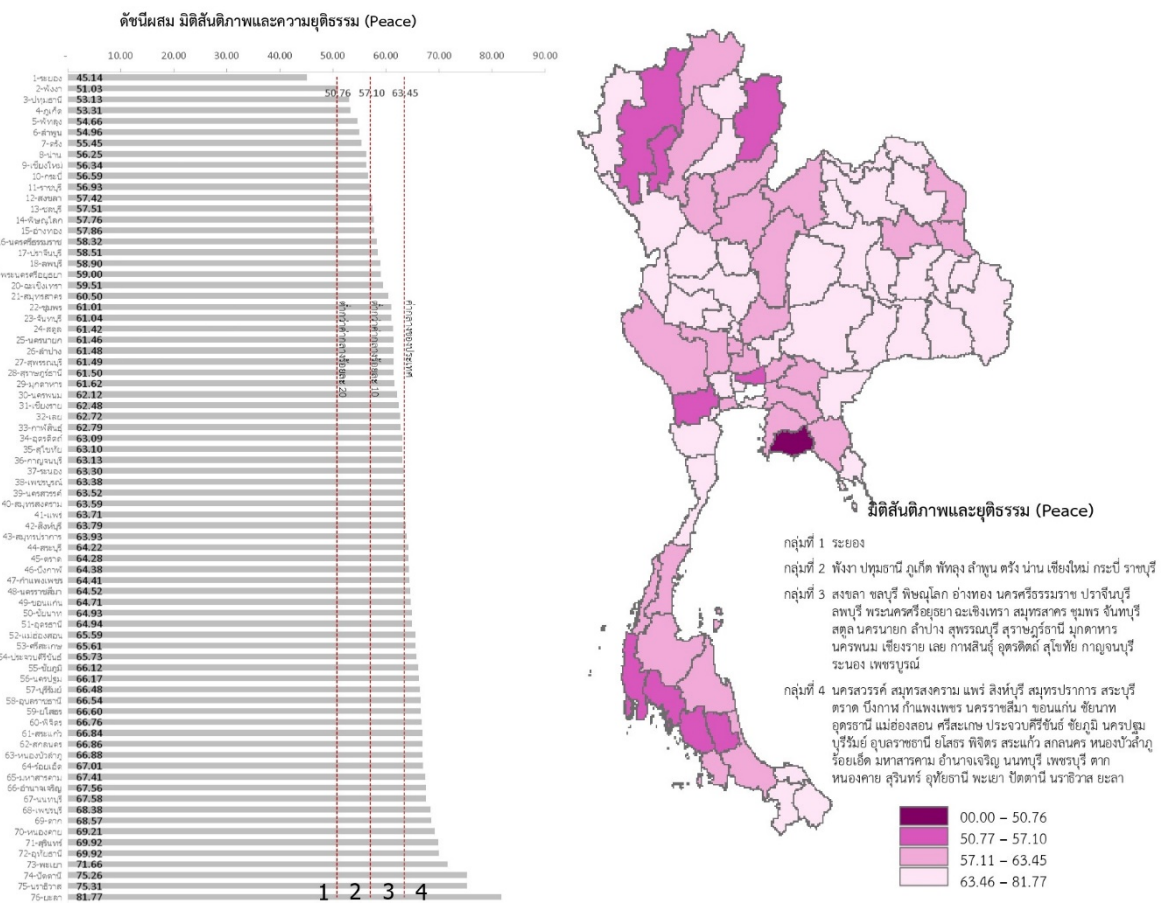 ดัชนีผสม มิติสันติภาพและความยุติธรรม (Peace)
- 10.00 20.00 30.00 40.00 50.00 60.00 70.00 80.00 90.00
50.76 57.10 63.45
1-ระยอง 45.14
2-พังงา 51.03
3-ปทุมธานี 53.13
4-ภูเก็ต 53.31
5-พัทลุง 54.66
6-ลำพูน 54.96
7-ตรัง 55.45
8-น่าน 56.25
9-เชียงใหม่ 56.34
10-กระบี่ 56.59
11-ราชบุรี 56.93
12-สงขลา 57.42
13-ชลบุรี 57.51
14-พิษณุโลก 57.76
15-อ่างทอง 57.86
6-นครศรีธรรมราช 58.32
17-ปราจีนบุรี 58.51
18-ลพบุรี 58.90
พระนครศรีอยุธยา 59.00
20-ฉะเชิงเทรา 59.51
21-สมุทรสาคร 60.50
22-ชุมพร 61.01
23-จันทบุรี 61.04
24-สตูล 61.42
25-นครนายก 61.46
26-ลำปาง 61.48
27-สุพรรณบุรี 61.49
28-สุราษฎร์ธานี 61.50
29-มุกดาหาร 61.62
30-นครพนม 62.12
31-เชียงราย 62.48
32-เลย 62.72
33-กาฬสินธุ์ 62.79
34-อุตรดิตถ์ 63.09
35-สุโขทัย 63.10
36-กาญจนบุรี 63.13
37-ระนอง 63.30
38-เพชรบูรณ์ 63.38
39-นครสวรรค์ 63.52
40-สมุทรสงคราม 63.59
41-แพร่ 63.71
42-สิงห์บุรี 63.79
43-สมุทรปราการ 63.93
44-สระบุรี 64.22
45-ตราด 64.28
46-บึงกาฬ 64.38
47-กำแพงเพชร 64.41
48-นครราชสีมา 64.52
49-ขอนแก่น 64.71
50-ชัยนาท 64.93
51-อุดรธานี 64.94
52-แม่ฮ่องสอน 65.59
53-ศรีสะเกษ 65.61
54-ประจวบคีรีขันธ์ 65.73
55-ชัยภูมิ 66.12
56-นครปฐม 66.17
57-บุรีรัมย์ 66.48
58-อุบลราชธานี 66.54
59-ยโสธร 66.60
60-พิจิตร 66.76
61-สระแก้ว 66.84
62-สกลนคร 66.86
63-หนองบัวลำภู 66.88
64-ร้อยเอ็ด 67.01
65-มหาสารคาม 67.41
66-อำนาจเจริญ 67.56
67-นนทบุรี 67.58
68-เพชรบุรี 68.38
69-ตาก 68.57
70-หนองคาย 69.21
71-สุรินทร์ 69.92
72-อุทัยธานี 69.92
73-พะเยา 71.66
74-ปัตตานี 75.26
75-นราธิวาส 75.31
76-ยะลา 81.77
1 2 3 4
ต่ำกว่าค่ากลางร้อยละ 20
ต่ำกว่าค่ากลางร้อยละ 10
ค่ากลางของประเทศ
มิติสันติภาพและยุติธรรม (Peace)
กลุ่มที่ 1 ระยอง
กลุ่มที่ 2 พังงา ปทุมธานี ภูเก็ต พัทลุง ลำพูน ตรัง น่าน เชียงใหม่ กระบี่ ราชบุรี
กลุ่มที่ 3 สงขลา ชลบุรี พิษณุโลก อ่างทอง นครศรีธรรมราช ปราจีนบุรี
ลพบุรี พระนครศรีอยุธยา ฉะเชิงเทรา สมุทรสาคร ชุมพร จันทบุรี
สตูล นครนายก ลำปาง สุพรรณบุรี สุราษฎร์ธานี มุกดาหาร
นครพนม เชียงราย เลย กาฬสินธุ์ อุตรดิตถ์ สุโขทัย กาญจนบุรี
ระนอง เพชรบูรณ์
กลุ่มที่ 4 นครสวรรค์ สมุทรสงคราม แพร่ สิงห์บุรี สมุทรปราการ สระบุรี
ตราด บึงกาฬ กำแพงเพชร นครราชสีมา ขอนแก่น ชัยนาท
อุดรธานี แม่ฮ่องสอน ศรีสะเกษ ประจวบคีรีขันธ์ ชัยภูมิ นครปฐม
บุรีรัมย์ อุบลราชธานี ยโสธร พิจิตร สระแก้ว สกลนคร หนองบัวลำภู
ร้อยเอ็ด มหาสารคาม อำนาจเจริญ นนทบุรี เพชรบุรี ตาก
หนองคาย สุรินทร์ อุทัยธานี พะเยา ปัตตานี นราธิวาส ยะลา
00.00 – 50.76
50.77 – 57.10
57.11 – 63.45
63.46 – 81.77